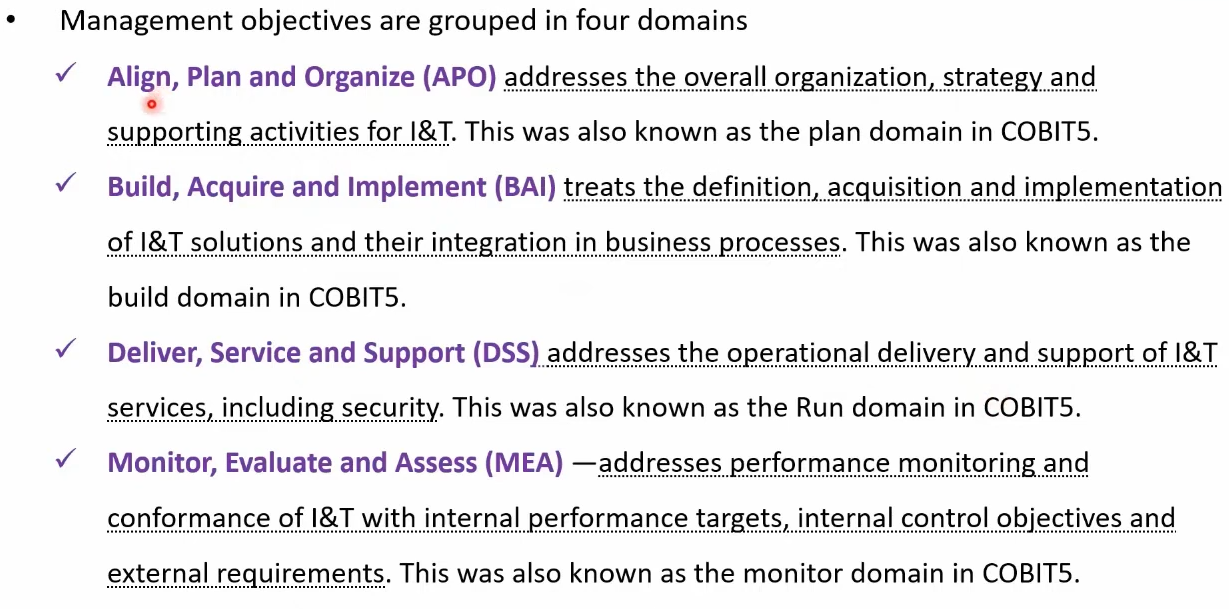 • Management objectives are grouped in four domains
✓ Align, Plan and Organize (APO) addresses the overall organization, strategy and
supporting activities for I&T. This was also known as the plan domain in COBIT5.
✓ Build, Acquire and Implement (BAI) treats the definition, acquisition and implementation
of I&T solutions and their integration in business processes. This was also known as the
build domain in COBIT5.
✓ Deliver, Service and Support (DSS) addresses the operational delivery and support of I&T
services, including security. This was also known as the Run domain in COBIT5.
✓ Monitor, Evaluate and Assess (MEA) —addresses performance monitoring and
conformance of I&T with internal performance targets, internal control objectives and
external requirements. This was also known as the monitor domain in COBIT5.